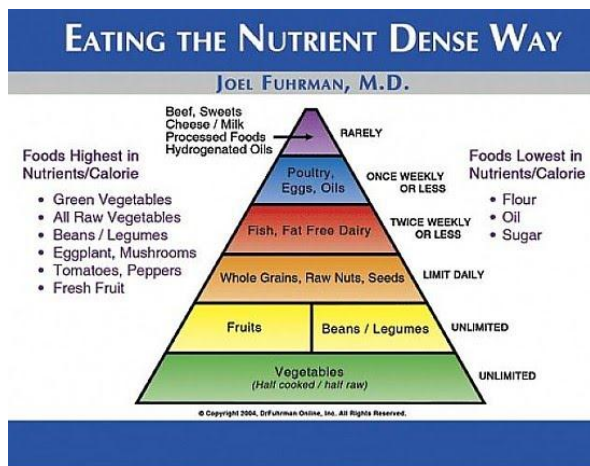 EATING THE NUTRIENT DENSE WAY
JOEL FUHRMAN, M.D.
Beef, Sweets
Cheese / Milk
Processed Foods
Hydrogenated Oils
RARELY
Foods Highest in
Nutrients/Calorie
• Green Vegetables
• All Raw Vegetables
• Beans / Legumes
• Eggplant, Mushrooms
• Tomatoes, Peppers
• Fresh Fruit
Poultry,
Eggs, Oils
ONCE WEEKLY
OR LESS
Fish, Fat Free Dairy
TWICE WEEKLY
OR LESS
Whole Grains, Raw Nuts, Seeds
LIMIT DAILY
Fruits
Beans / Legumes
UNLIMITED
Vegetables
(Half cooked / half raw)
UNLIMITED
Foods Lowest in
Nutrients/Calorie
• Flour
• Oil
• Sugar
© Copyright 2004, DrFuhrman Online, Inc. All Rights Reserved.